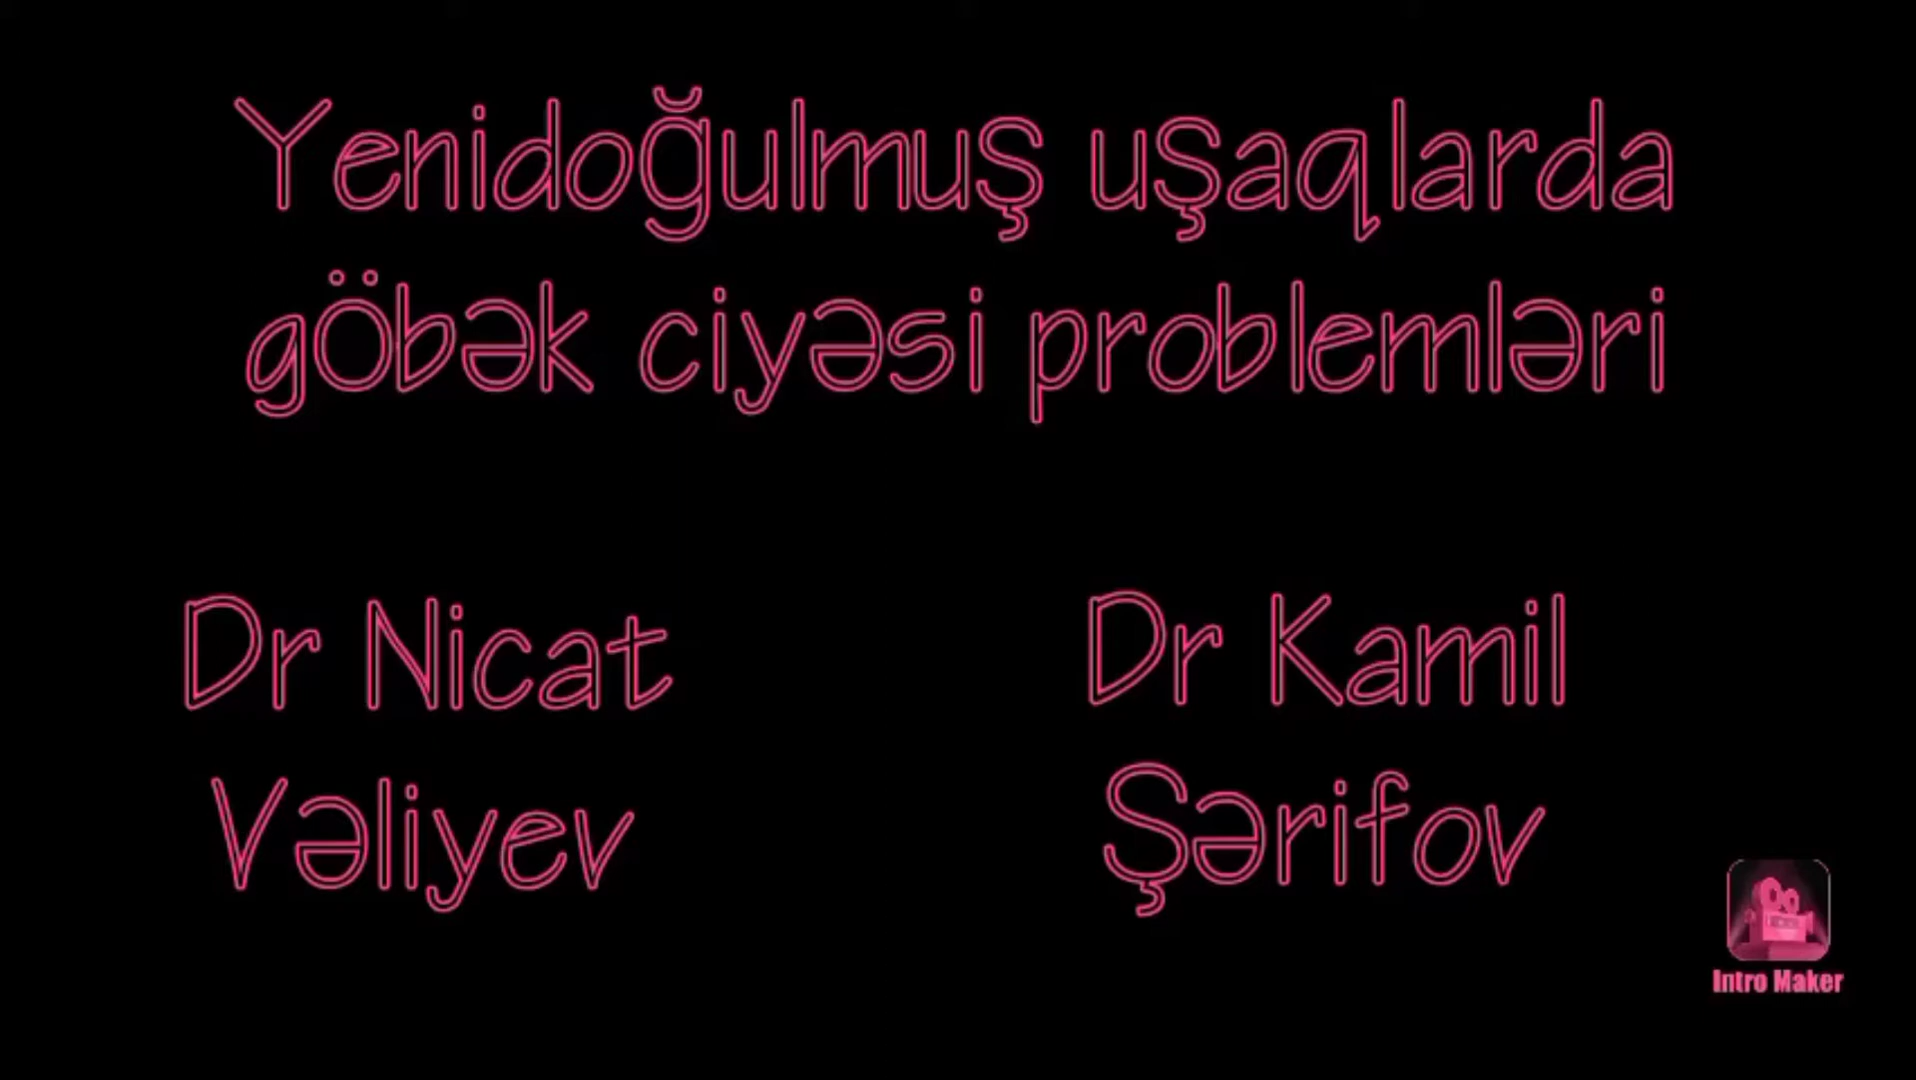 Yenidoğulmuş uşaqlarda
göbək ciyəsi problemləri
Dr Nicat
Vəliyev
Dr Kamil
Şərifov
Intro Maker